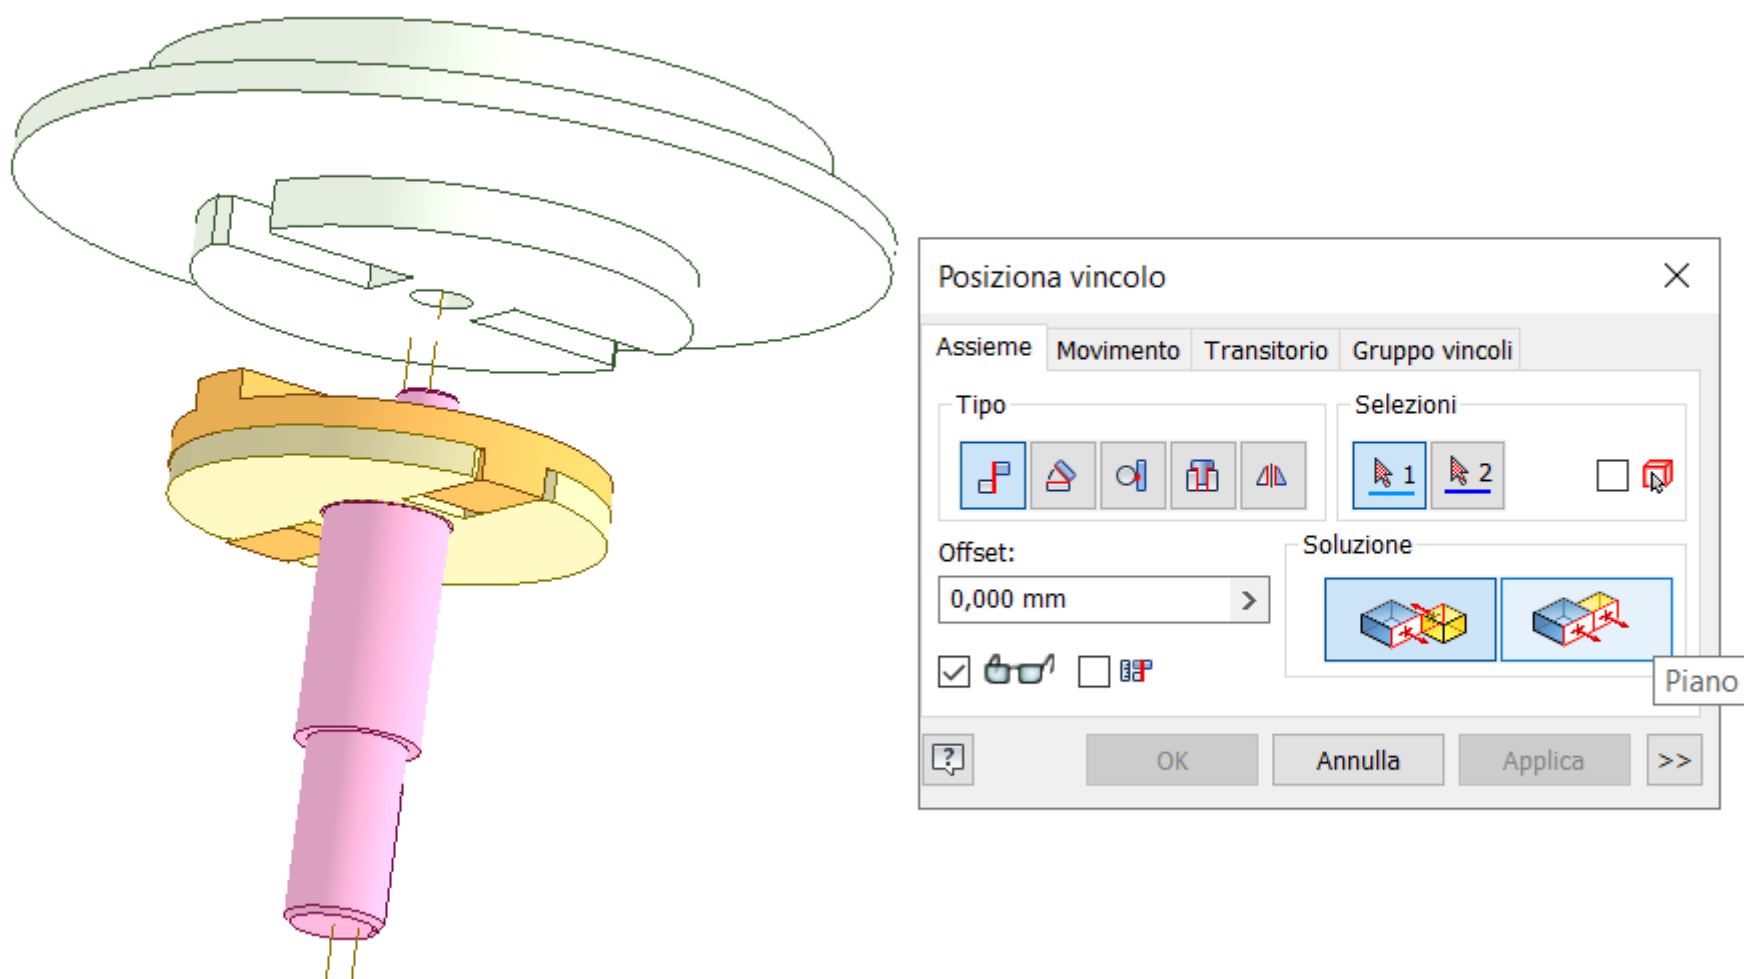 Posiziona vincolo
Assieme Movimento Transitorio Gruppo vincoli
Tipo Selezioni
1 2
Offset: Soluzione
0,000 mm
Piano
OK Annulla Applica >>